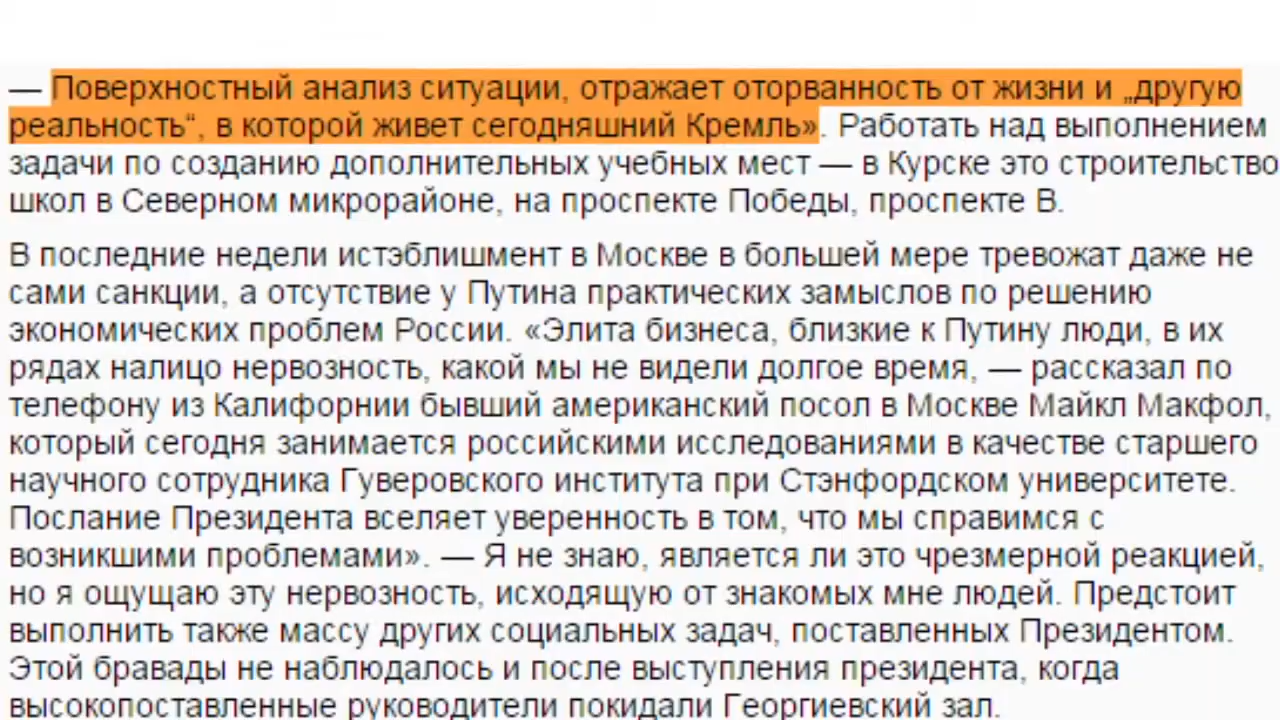 — Поверхностный анализ ситуации, отражает оторванность от жизни и „другую
реальность“, в которой живет сегодняшний Кремль». Работать над выполнением
задачи по созданию дополнительных учебных мест — в Курске это строительство
школ в Северном микрорайоне, на проспекте Победы, проспекте В.
В последние недели истэблишмент в Москве в большей мере тревожат даже не
сами санкции, а отсутствие у Путина практических замыслов по решению
экономических проблем России. «Элита бизнеса, близкие к Путину люди, в их
рядах налицо нервозность, какой мы не видели долгое время, — рассказал по
телефону из Калифорнии бывший американский посол в Москве Майкл Макфол,
который сегодня занимается российскими исследованиями в качестве старшего
научного сотрудника Гуверовского института при Стэнфордском университете.
Послание Президента вселяет уверенность в том, что мы справимся с
возникшими проблемами». — Я не знаю, является ли это чрезмерной реакцией,
но я ощущаю эту нервозность, исходящую от знакомых мне людей. Предстоит
выполнить также массу других социальных задач, поставленных Президентом.
Этой бравады не наблюдалось и после выступления президента, когда
высокопоставленные руководители покидали Георгиевский зал.